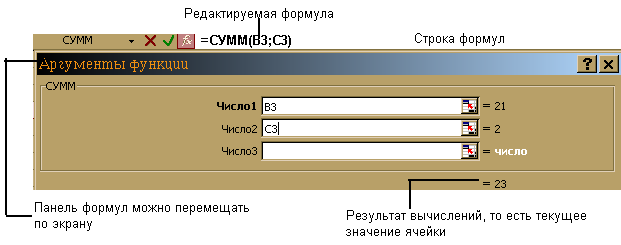 Редактируемая формула
СУММ =СУММ(B3;C3) Строка формул
Аргументы функции
СУММ
Число1 B3 = 21
Число2 C3 = 2
Число3 = число
= 23
Панель формул можно перемещать
по экрану
Результат вычислений, то есть текущее
значение ячейки